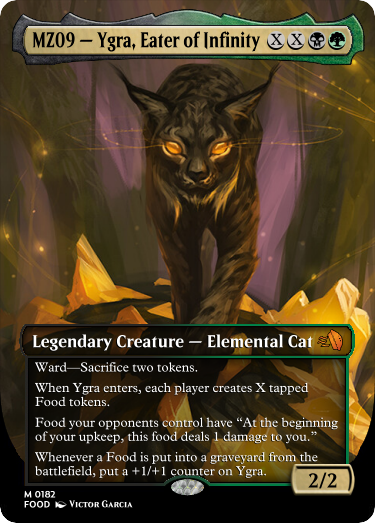 MZ09 — Ygra, Eater of Infinity X X
Legendary Creature — Elemental Cat
Ward—Sacrifice two tokens.
When Ygra enters, each player creates X tapped
Food tokens.
Food your opponents control have “At the beginning
of your upkeep, this food deals 1 damage to you.”
Whenever a Food is put into a graveyard from the
battlefield, put a +1/+1 counter on Ygra.
2/2
M 0182
FOOD Victor Garcia